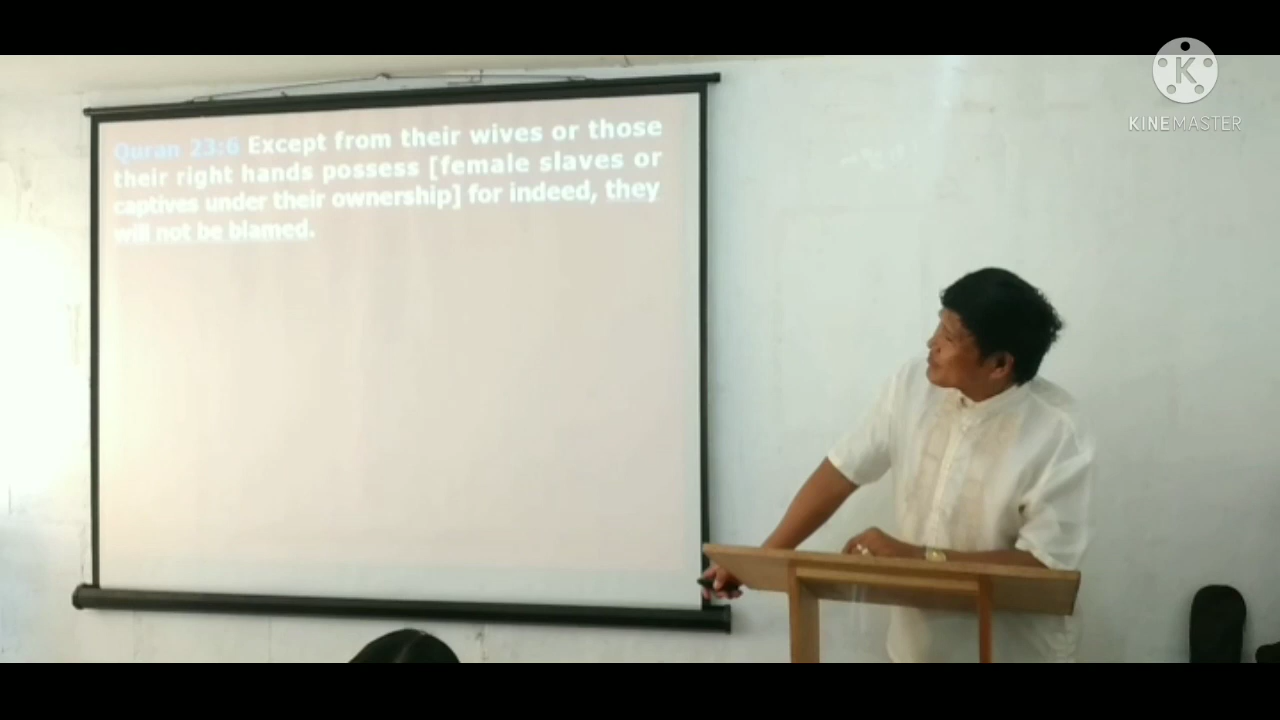 Quran 23:6 Except from their wives or those
their right hands possess [female slaves or
captives under their ownership] for indeed, they
will not be blamed.
K
KINEMASTER